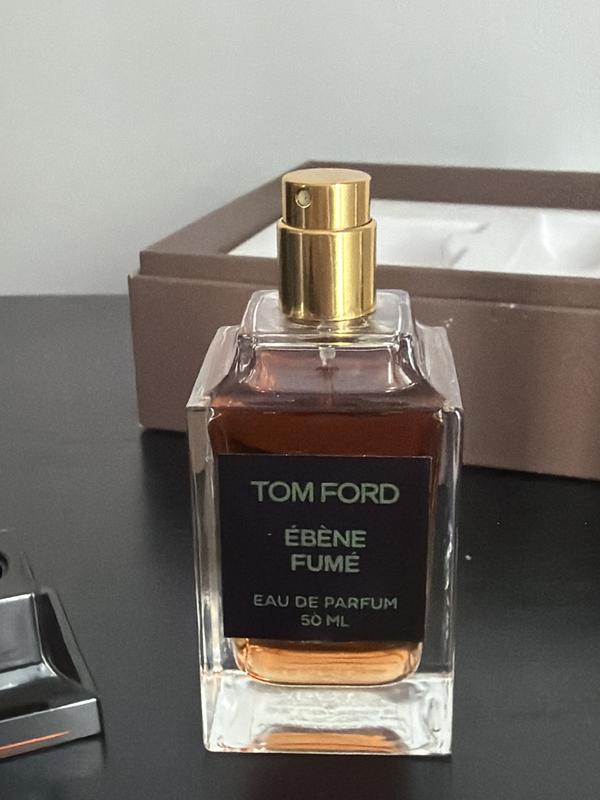 TOM FORD
ÉBÈNE
FUMÉ
EAU DE PARFUM
50 ML